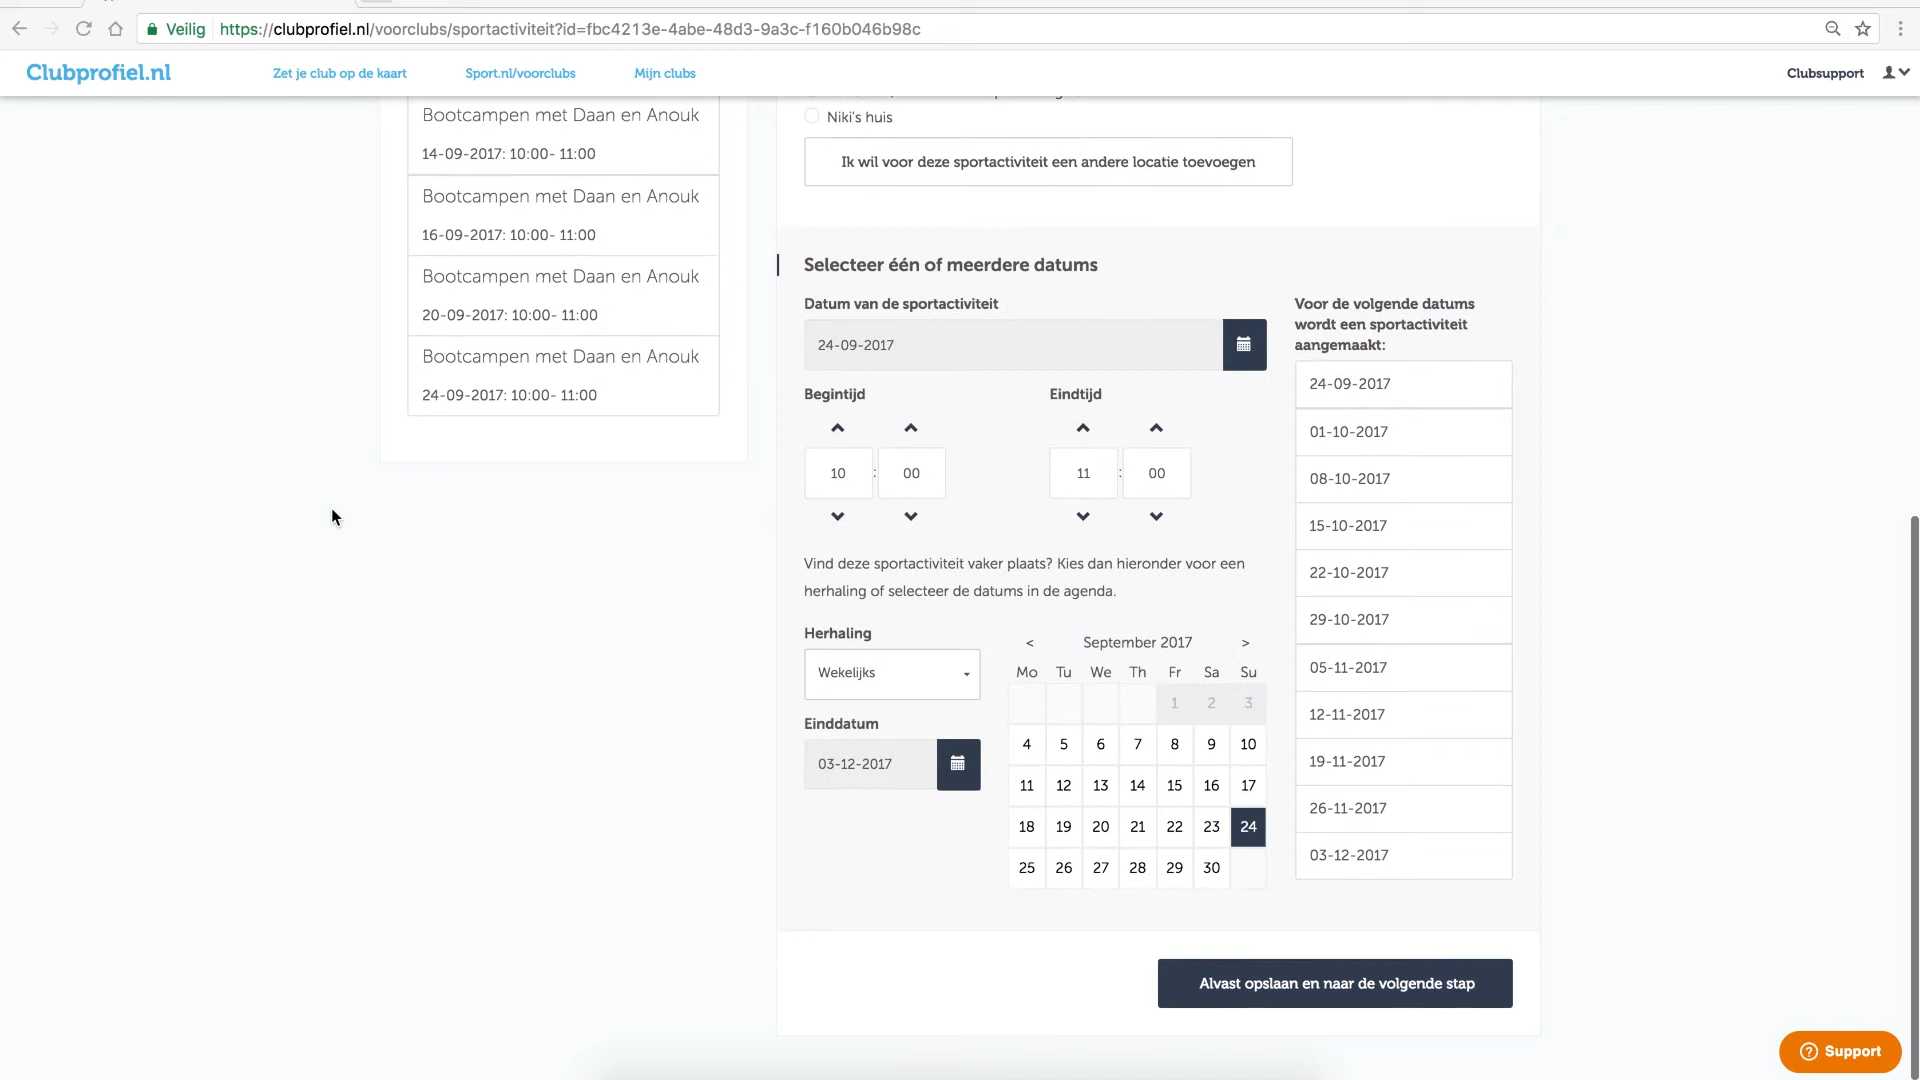 Veilig https://clubprofiel.nl/voorclubs/sportactiviteit?id=fbc4213e-4abe-48d3-9a3c-f160b046b98c
Clubprofiel.nl Zet je club op de kaart Sport.nl/voorclubs Mijn clubs Clubsupport
Bootcampen met Daan en Anouk
14-09-2017: 10:00- 11:00
Bootcampen met Daan en Anouk
16-09-2017: 10:00- 11:00
Bootcampen met Daan en Anouk
20-09-2017: 10:00- 11:00
Bootcampen met Daan en Anouk
24-09-2017: 10:00- 11:00
Niki's huis
Ik wil voor deze sportactiviteit een andere locatie toevoegen
Selecteer één of meerdere datums
Datum van de sportactiviteit
24-09-2017
Begintijd Eindtijd
10 : 00 11 : 00
Vind deze sportactiviteit vaker plaats? Kies dan hieronder voor een
herhaling of selecteer de datums in de agenda.
Herhaling
Wekelijks
Einddatum
03-12-2017
< September 2017 >
Mo Tu We Th Fr Sa Su
1 2 3
4 5 6 7 8 9 10
11 12 13 14 15 16 17
18 19 20 21 22 23 24
25 26 27 28 29 30
Voor de volgende datums
wordt een sportactiviteit
aangemaakt:
24-09-2017
01-10-2017
08-10-2017
15-10-2017
22-10-2017
29-10-2017
05-11-2017
12-11-2017
19-11-2017
26-11-2017
03-12-2017
Alvast opslaan en naar de volgende stap
Support